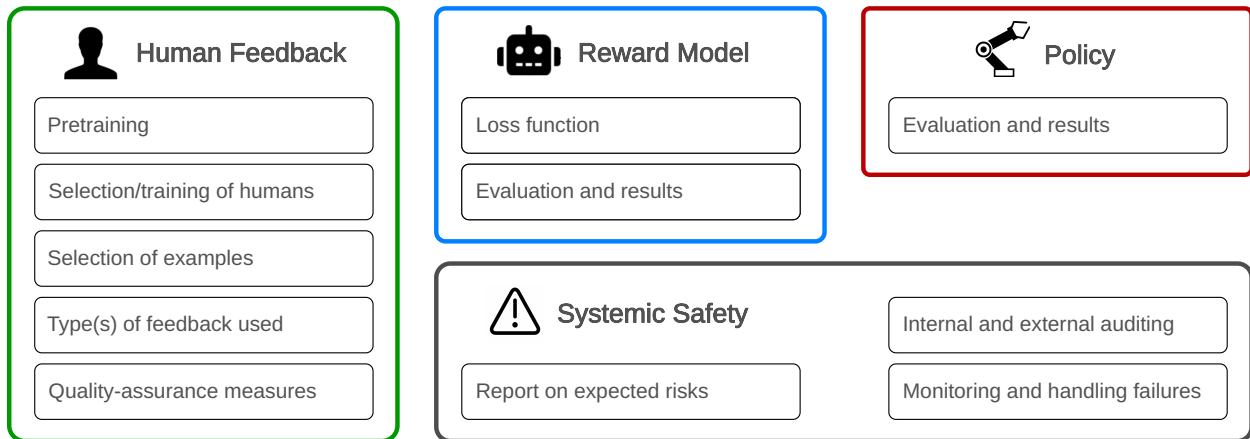 Human Feedback
Pretraining
Selection/training of humans
Selection of examples
Type(s) of feedback used
Quality-assurance measures
Reward Model
Loss function
Evaluation and results
Policy
Evaluation and results
Systemic Safety
Report on expected risks
Internal and external auditing
Monitoring and handling failures